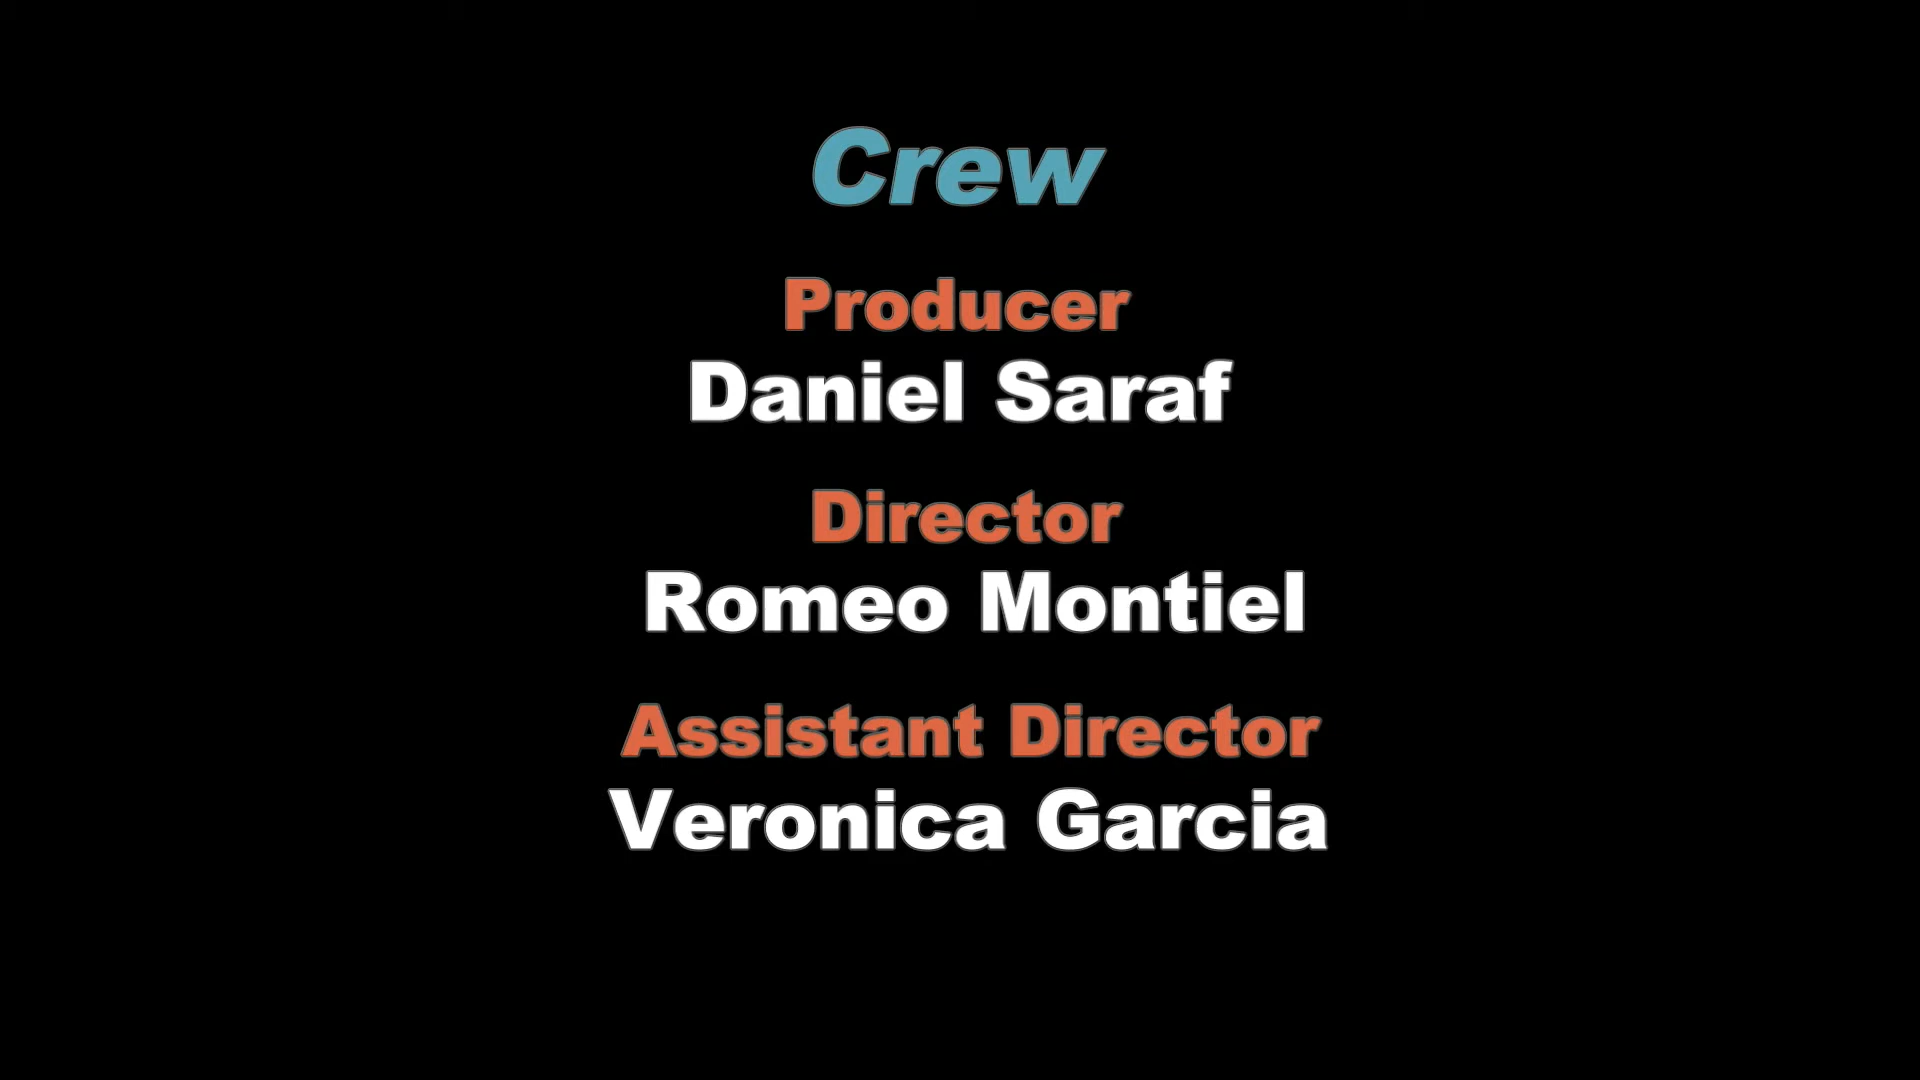 Crew
Producer
Daniel Saraf
Director
Romeo Montiel
Assistant Director
Veronica Garcia